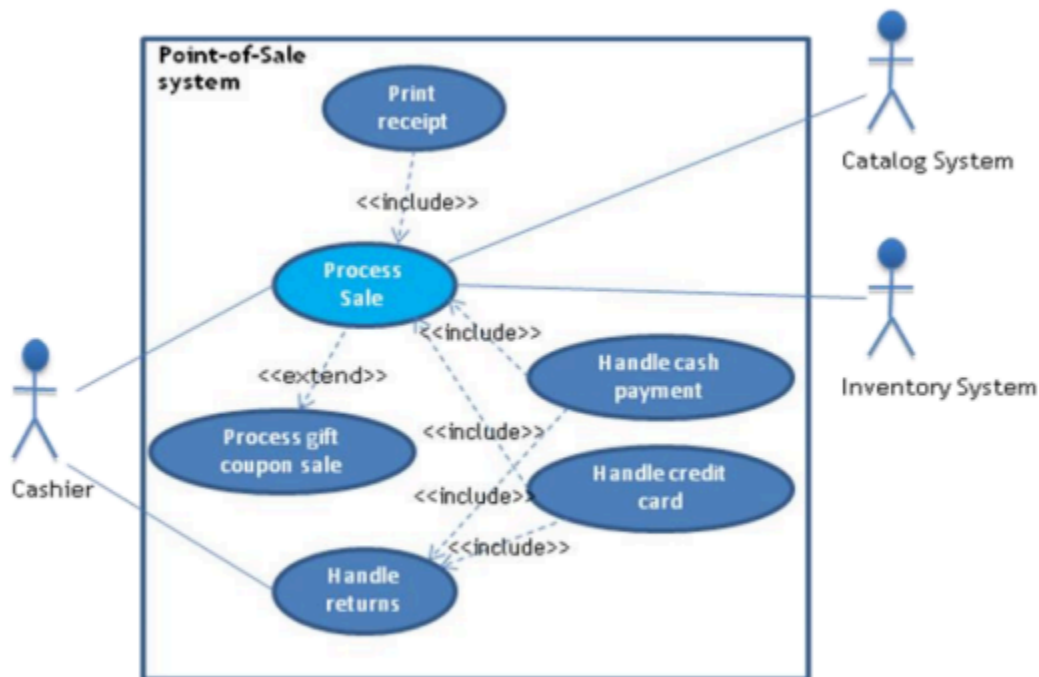 Point-of-Sale
system
Print
receipt
Catalog System
<<include>>
Process
Sale
<<include>>
Handle cash
payment
Inventory System
<<extend>>
Process gift
coupon sale
<<include>>
Handle credit
card
Cashier
<<include>>
<<include>>
Handle
returns